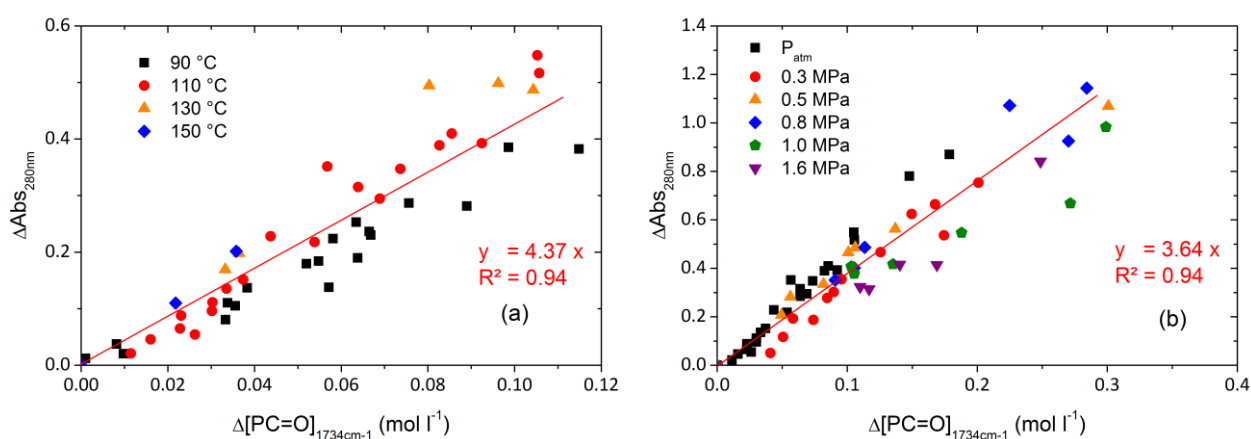 0.6
0.4
0.2
0.0
ΔAbs280nm
90 °C
110 °C
130 °C
150 °C
y = 4.37 x
R² = 0.94
(a)
0.00 0.02 0.04 0.06 0.08 0.10 0.12
Δ[PC=O]1734cm-1 (mol l⁻¹)
1.4
1.2
1.0
0.8
0.6
0.4
0.2
0.0
ΔAbs280nm
Patm
0.3 MPa
0.5 MPa
0.8 MPa
1.0 MPa
1.6 MPa
y = 3.64 x
R² = 0.94
(b)
0.0 0.1 0.2 0.3 0.4
Δ[PC=O]1734cm-1 (mol l⁻¹)